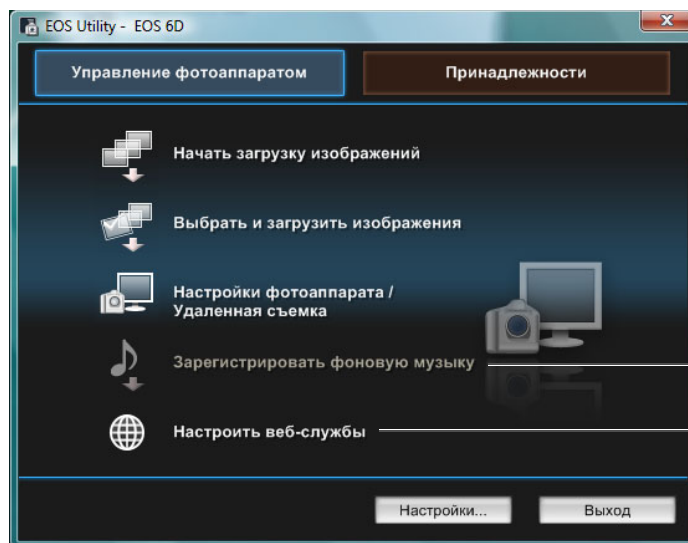 EOS Utility - EOS 6D
Управление фотоаппаратом
Принадлежности
Начать загрузку изображений
Выбрать и загрузить изображения
Настройки фотоаппарата /
Удаленная съемка
Зарегистрировать фоновую музыку
Настроить веб-службы
Настройки...
Выход